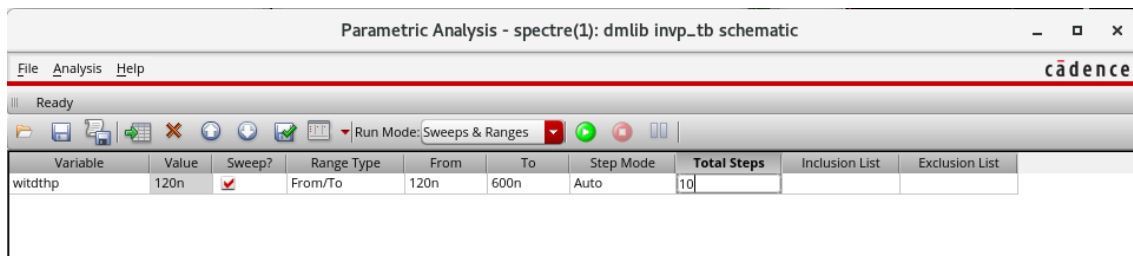 Parametric Analysis - spectre(1): dmlib invp_tb schematic
File Analysis Help cādence
Ready
Run Mode: Sweeps & Ranges
Variable Value Sweep? Range Type From To Step Mode Total Steps Inclusion List Exclusion List
witdthp 120n From/To 120n 600n Auto 10